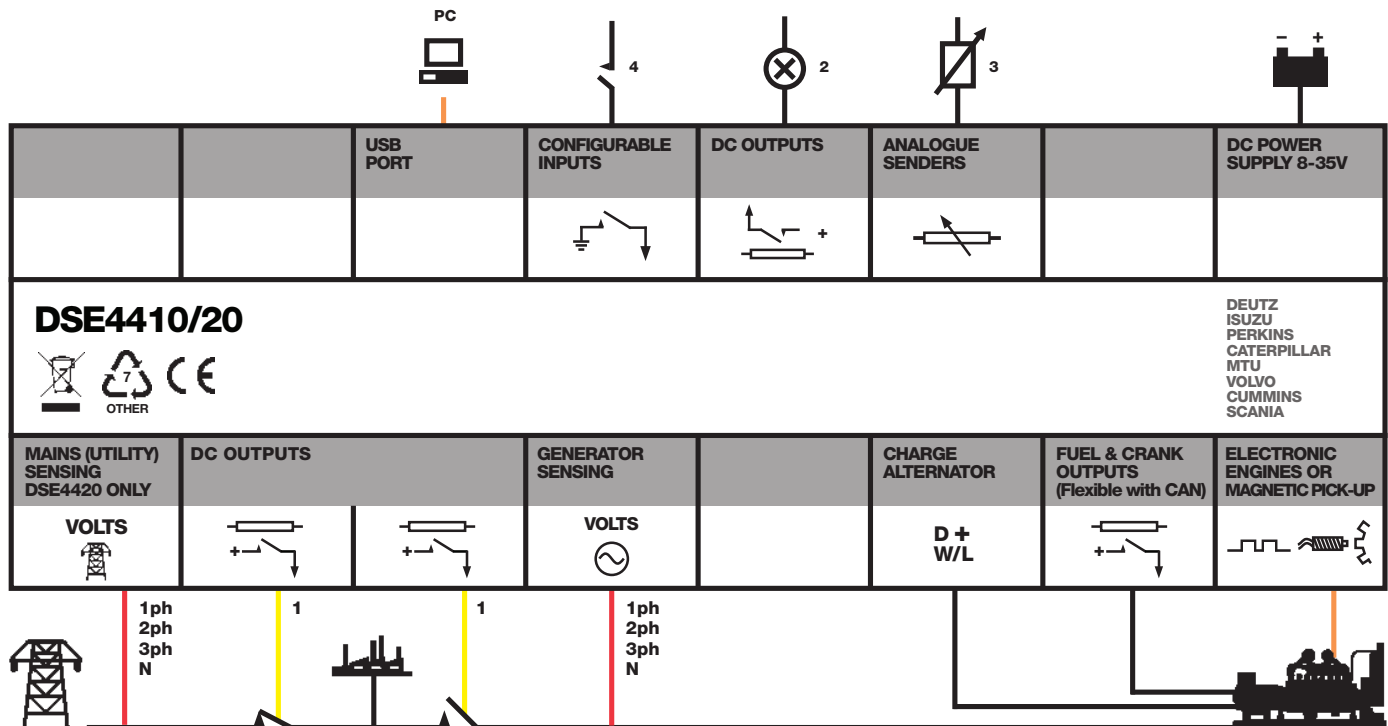 PC
4
2
3
– +
USB
PORT
CONFIGURABLE
INPUTS
DC OUTPUTS
ANALOGUE
SENDERS
DC POWER
SUPPLY 8-35V
+
DSE4410/20
7
OTHER
CE
DEUTZ
ISUZU
PERKINS
CATERPILLAR
MTU
VOLVO
CUMMINS
SCANIA
MAINS (UTILITY)
SENSING
DSE4420 ONLY
DC OUTPUTS
GENERATOR
SENSING
CHARGE
ALTERNATOR
FUEL & CRANK
OUTPUTS
(Flexible with CAN)
ELECTRONIC
ENGINES OR
MAGNETIC PICK-UP
VOLTS
+
+
VOLTS
D +
W/L
+
1ph
2ph
3ph
N
1
1
1ph
2ph
3ph
N